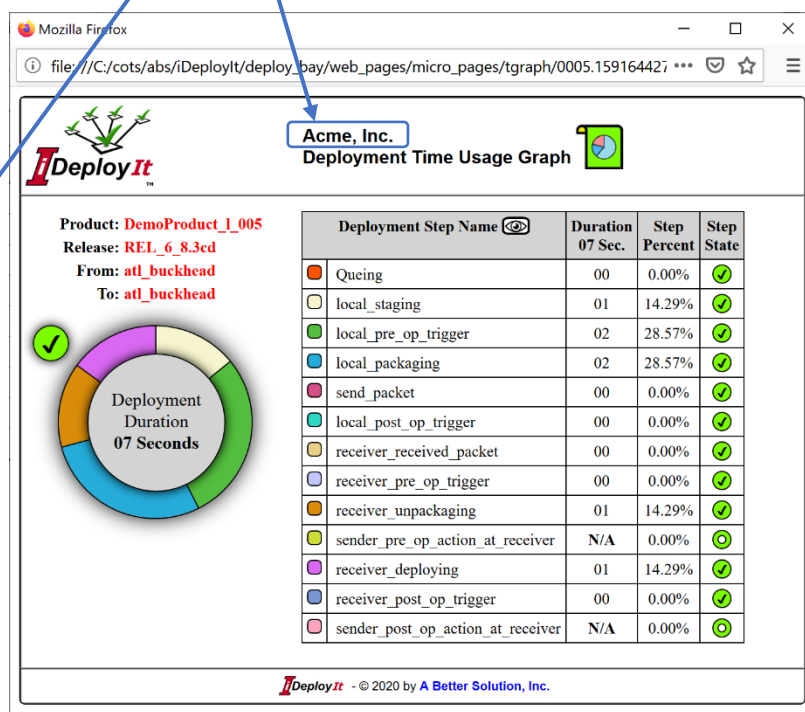 Mozilla Firefox
file:///C:/cots/abs/iDeployIt/deploy_bay/web_pages/micro_pages/tgraph/0005.159164427
iDeployIt
TM
Acme, Inc.
Deployment Time Usage Graph
Product: DemoProduct_l_005
Release: REL_6_8.3cd
From: atl_buckhead
To: atl_buckhead
Deployment
Duration
07 Seconds
Deployment Step Name Duration 07 Sec. Step Percent Step State
Queing 00 0.00%
local_staging 01 14.29%
local_pre_op_trigger 02 28.57%
local_packaging 02 28.57%
send_packet 00 0.00%
local_post_op_trigger 00 0.00%
receiver_received_packet 00 0.00%
receiver_pre_op_trigger 00 0.00%
receiver_unpackaging 01 14.29%
sender_pre_op_action_at_receiver N/A 0.00%
receiver_deploying 01 14.29%
receiver_post_op_trigger 00 0.00%
sender_post_op_action_at_receiver N/A 0.00%
iDeployIt - © 2020 by A Better Solution, Inc.